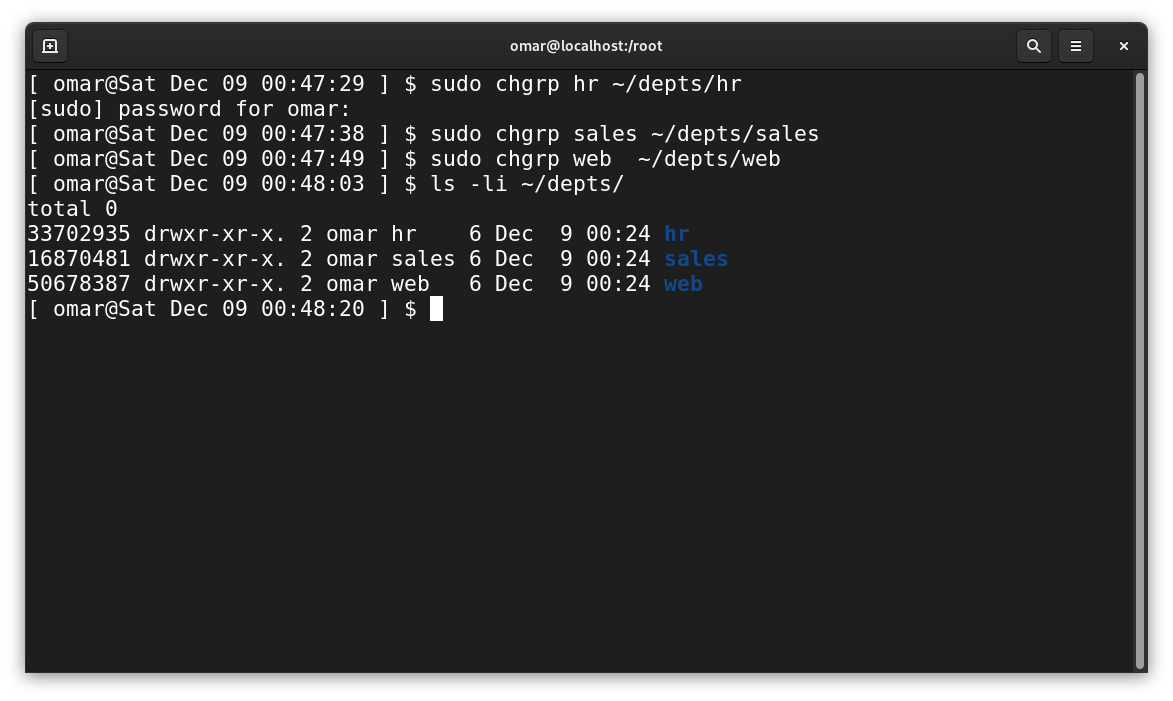 omar@localhost:/root
[ omar@Sat Dec 09 00:47:29 ] $ sudo chgrp hr ~/depts/hr
[sudo] password for omar:
[ omar@Sat Dec 09 00:47:38 ] $ sudo chgrp sales ~/depts/sales
[ omar@Sat Dec 09 00:47:49 ] $ sudo chgrp web  ~/depts/web
[ omar@Sat Dec 09 00:48:03 ] $ ls -li ~/depts/
total 0
33702935 drwxr-xr-x. 2 omar hr    6 Dec  9 00:24 hr
16870481 drwxr-xr-x. 2 omar sales 6 Dec  9 00:24 sales
50678387 drwxr-xr-x. 2 omar web   6 Dec  9 00:24 web
[ omar@Sat Dec 09 00:48:20 ] $